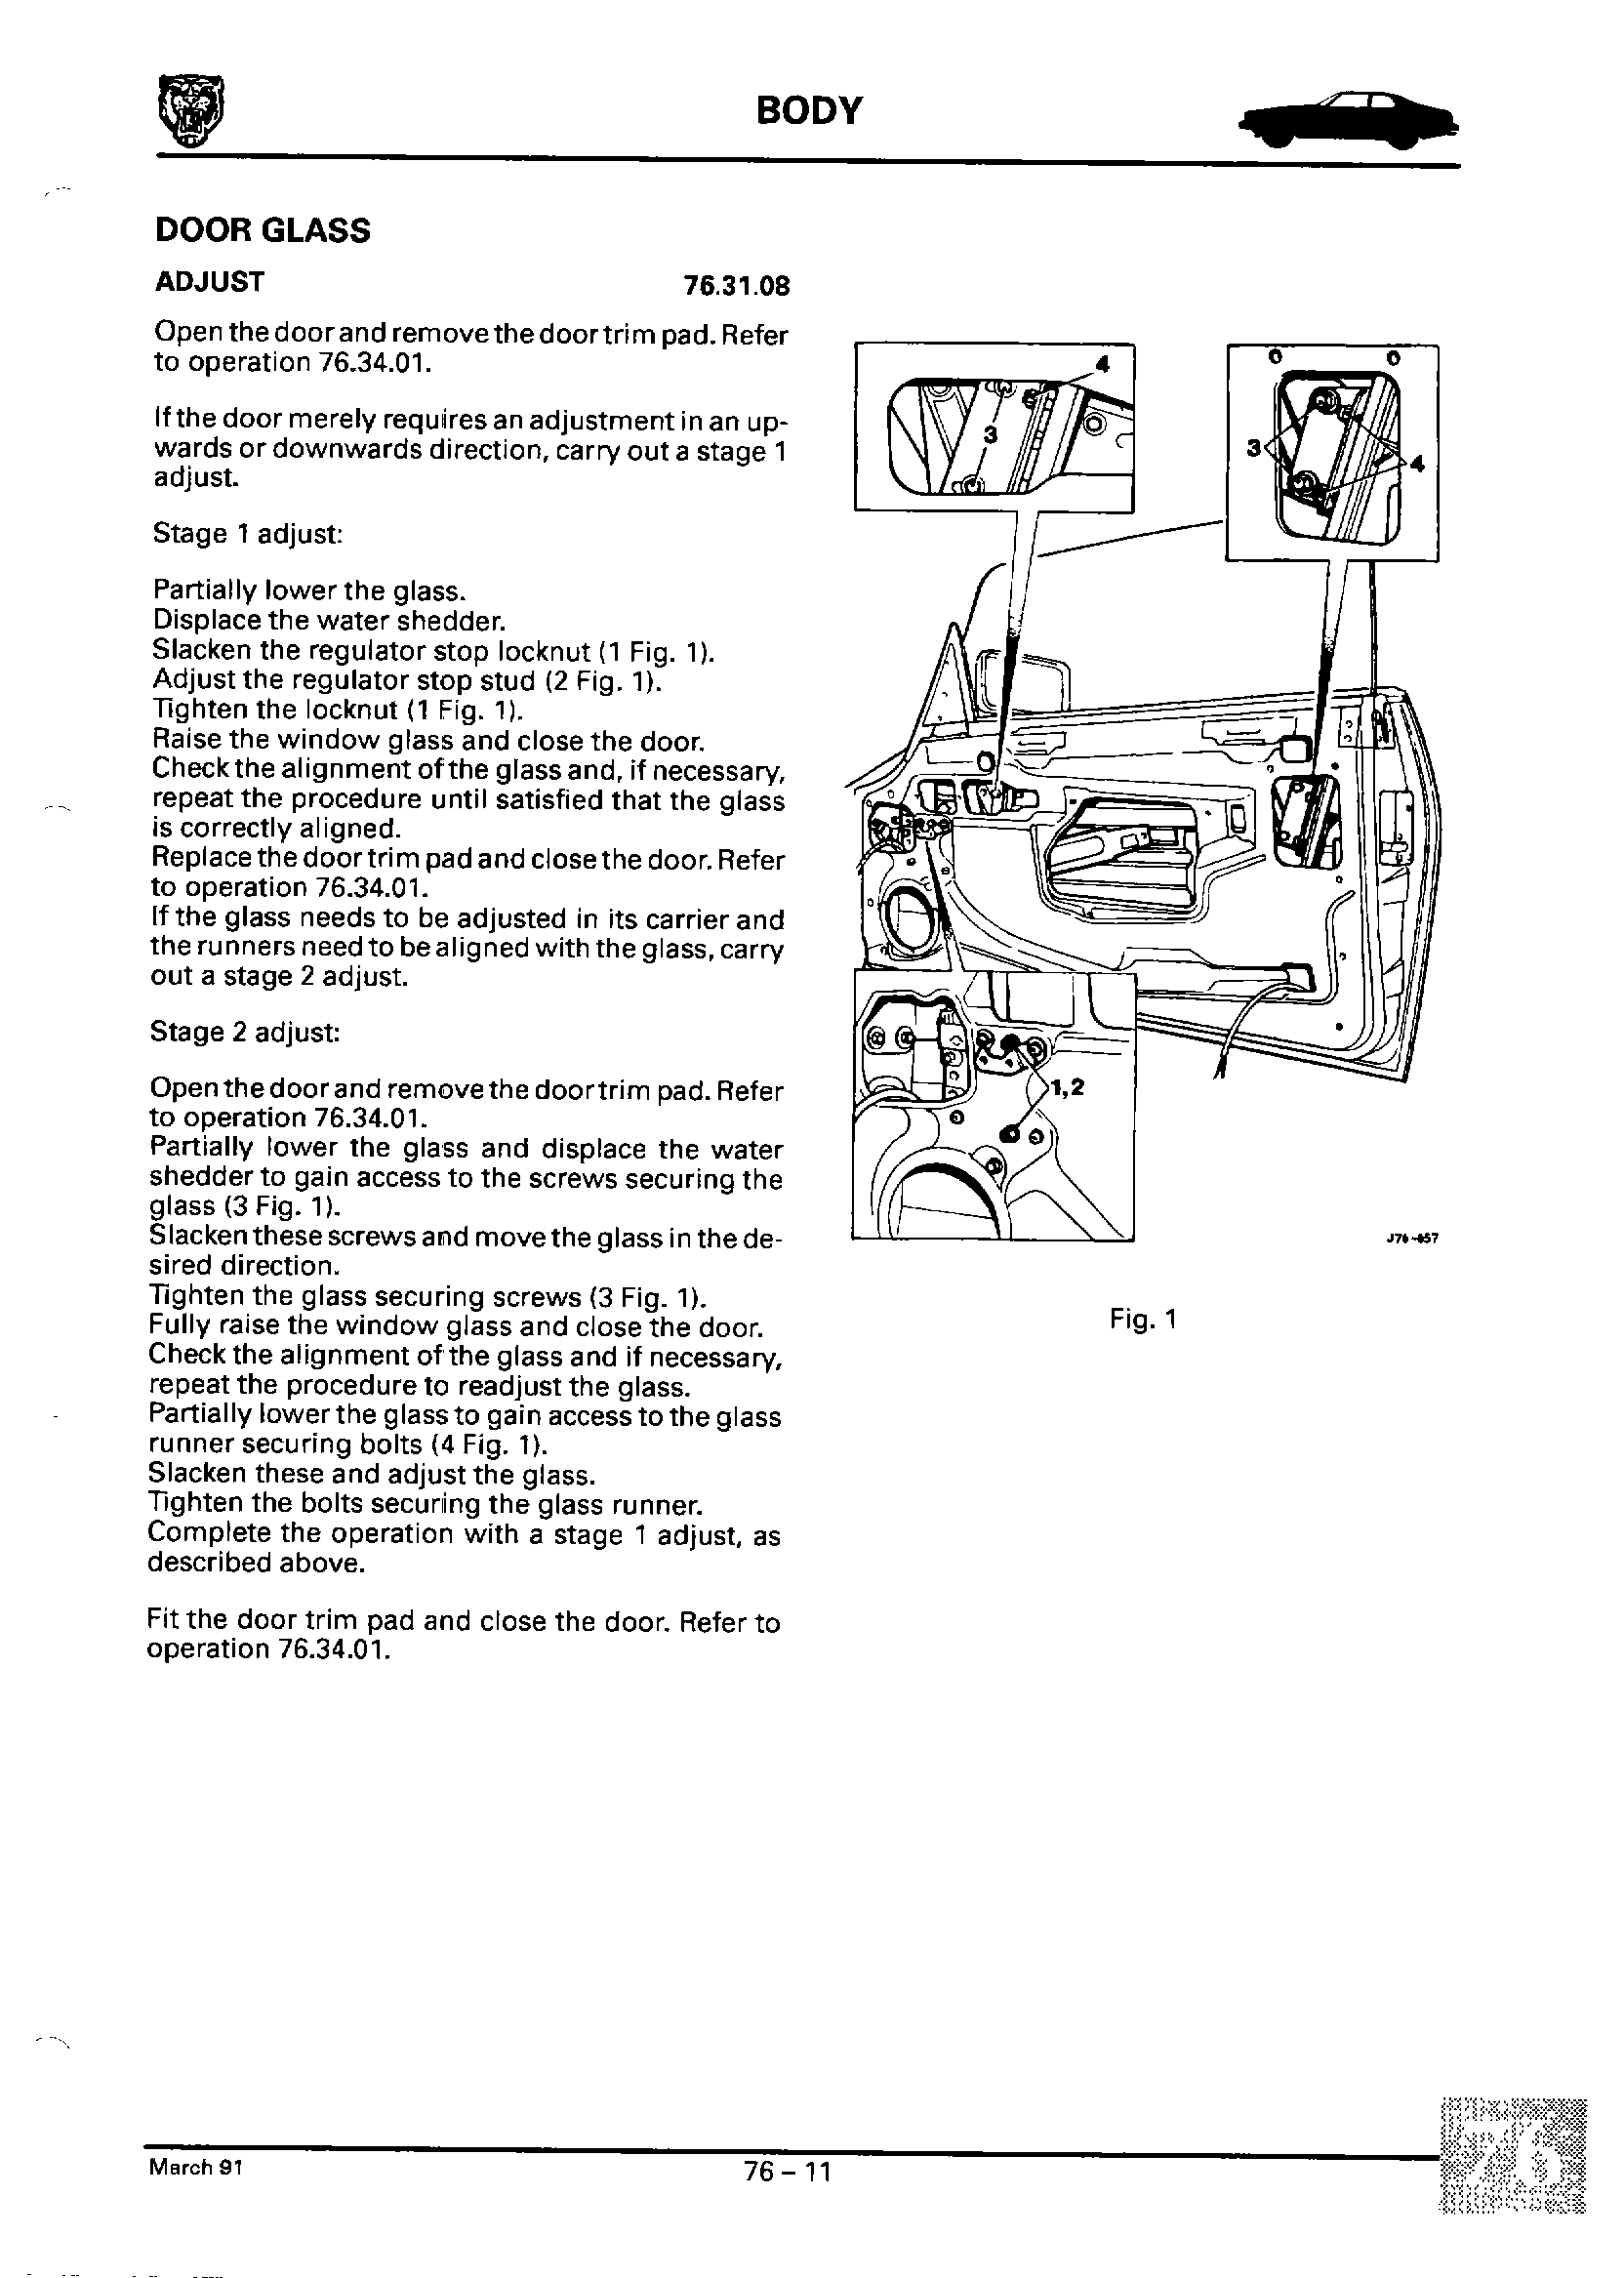 BODY
DOOR GLASS
ADJUST 76.31.08
Open the door and remove the door trim pad. Refer
to operation 76.34.01.
If the door merely requires an adjustment in an up-
wards or downwards direction, carry out a stage 1
adjust.
Stage 1 adjust:
Partially lower the glass.
Displace the water shedder.
Slacken the regulator stop locknut (1 Fig. 1).
Adjust the regulator stop stud (2 Fig. 1).
Tighten the locknut (1 Fig. 1).
Raise the window glass and close the door.
Check the alignment of the glass and, if necessary,
repeat the procedure until satisfied that the glass
is correctly aligned.
Replace the door trim pad and close the door. Refer
to operation 76.34.01.
If the glass needs to be adjusted in its carrier and
the runners need to be aligned with the glass, carry
out a stage 2 adjust.
Stage 2 adjust:
Open the door and remove the door trim pad. Refer
to operation 76.34.01.
Partially lower the glass and displace the water
shedder to gain access to the screws securing the
glass (3 Fig. 1).
Slacken these screws and move the glass in the de-
sired direction.
Tighten the glass securing screws (3 Fig. 1).
Fully raise the window glass and close the door.
Check the alignment of the glass and if necessary,
repeat the procedure to readjust the glass.
Partially lower the glass to gain access to the glass
runner securing bolts (4 Fig. 1).
Slacken these and adjust the glass.
Tighten the bolts securing the glass runner.
Complete the operation with a stage 1 adjust, as
described above.
Fit the door trim pad and close the door. Refer to
operation 76.34.01.
4
3
3
4
1,2
J76-057
Fig. 1
March 91
76 – 11
76